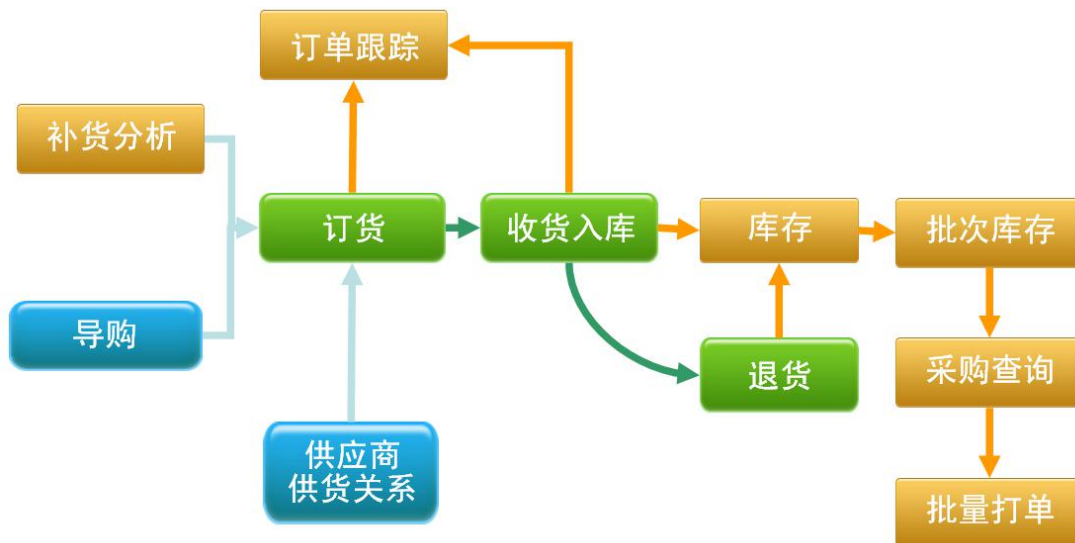 订单跟踪
补货分析
订货
收货入库
库存
批次库存
导购
退货
采购查询
供应商
供货关系
批量打单